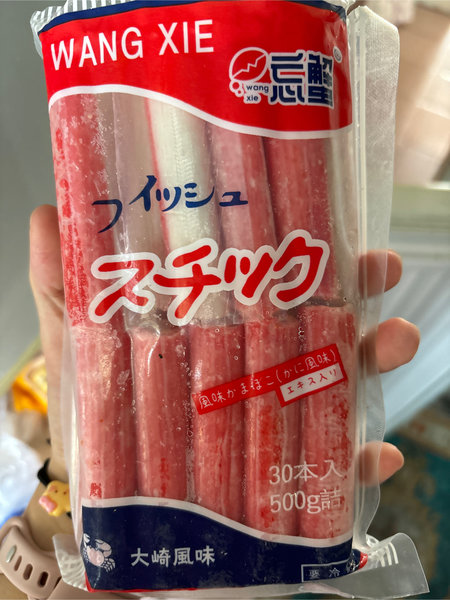 WANG XIE
忘蟹
wang
xie
フィッシュ
スチック
風味かまぼこ(かに風味)
エキス入り
30本入
500g詰
大崎風味
要冷